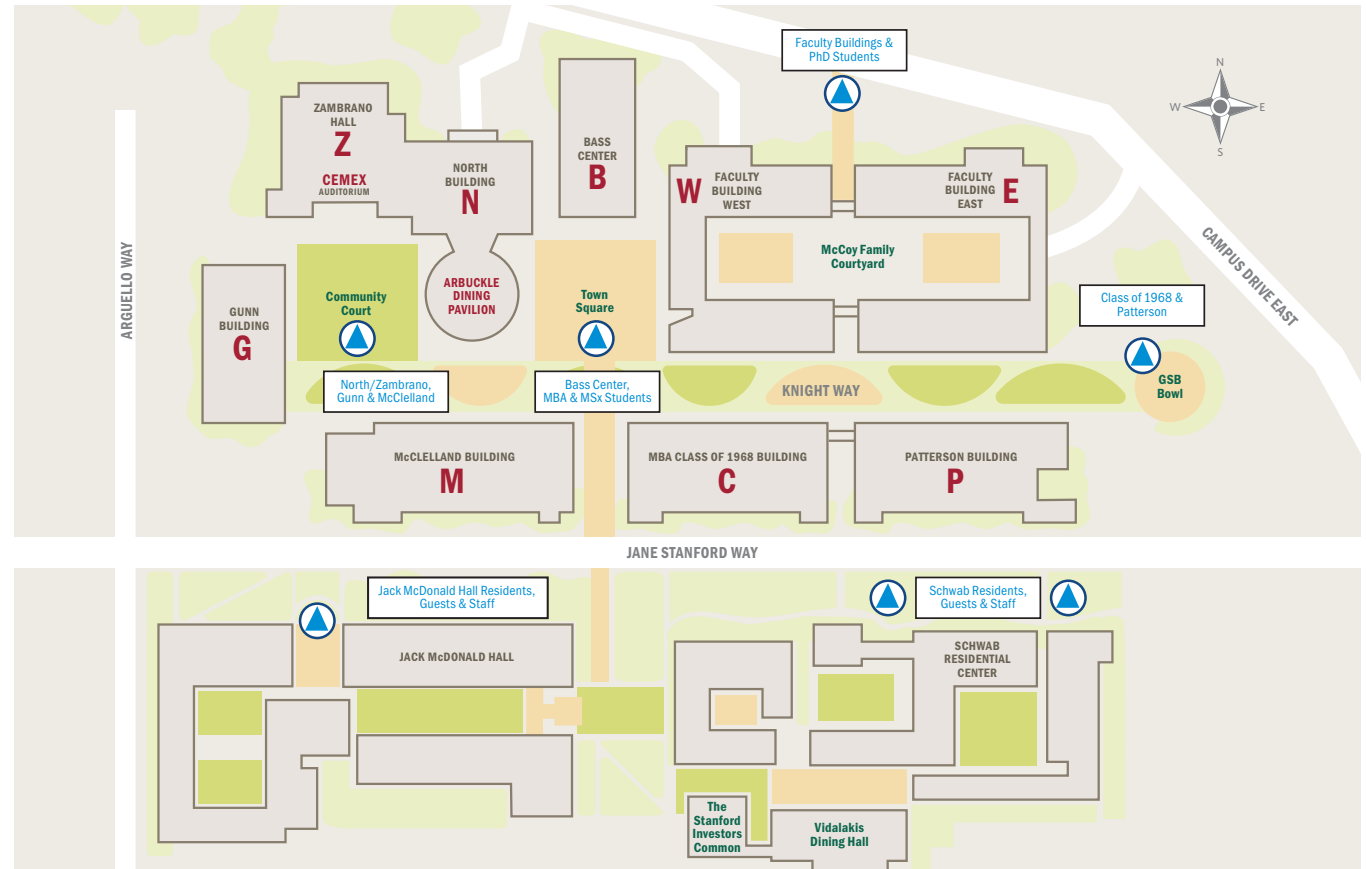 Faculty Buildings &
PhD Students
N
W
E
S
ZAMBRANO
HALL
Z
CEMEX
AUDITORIUM
NORTH
BUILDING
N
BASS
CENTER
B
W
FACULTY
BUILDING
WEST
FACULTY
BUILDING
EAST
E
McCoy Family
Courtyard
ARGUELLO WAY
CAMPUS DRIVE EAST
GUNN
BUILDING
G
Community
Court
ARBUCKLE
DINING
PAVILION
Town
Square
Class of 1968 &
Patterson
North/Zambrano,
Gunn & McClelland
Bass Center,
MBA & MSx Students
KNIGHT WAY
GSB
Bowl
McCLELLAND BUILDING
M
MBA CLASS OF 1968 BUILDING
C
PATTERSON BUILDING
P
JANE STANFORD WAY
Jack McDonald Hall Residents,
Guests & Staff
Schwab Residents,
Guests & Staff
JACK McDONALD HALL
SCHWAB
RESIDENTIAL
CENTER
The
Stanford
Investors
Common
Vidalakis
Dining Hall